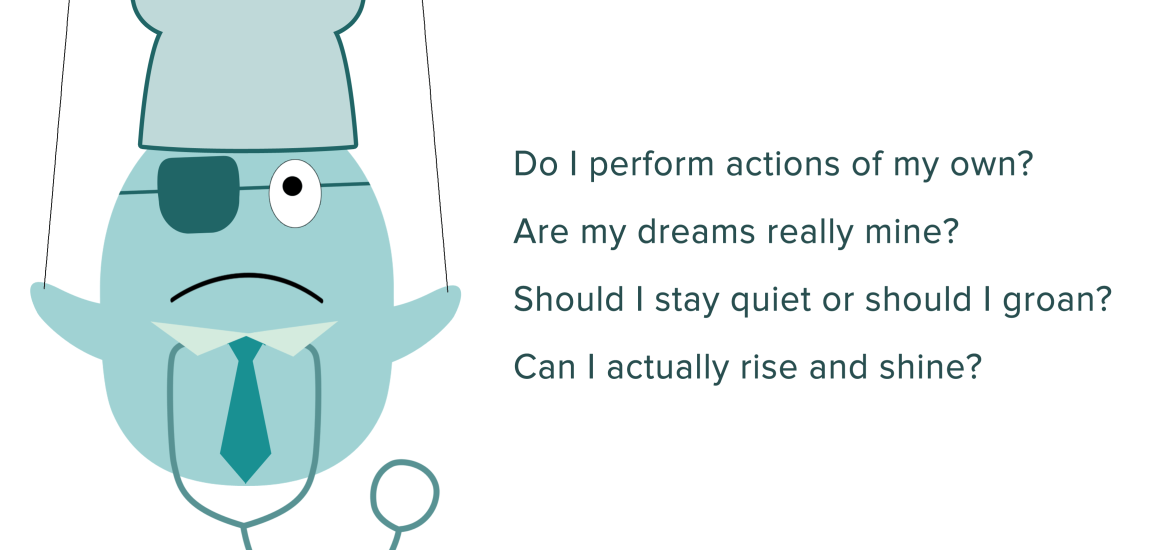 Do I perform actions of my own?
Are my dreams really mine?
Should I stay quiet or should I groan?
Can I actually rise and shine?